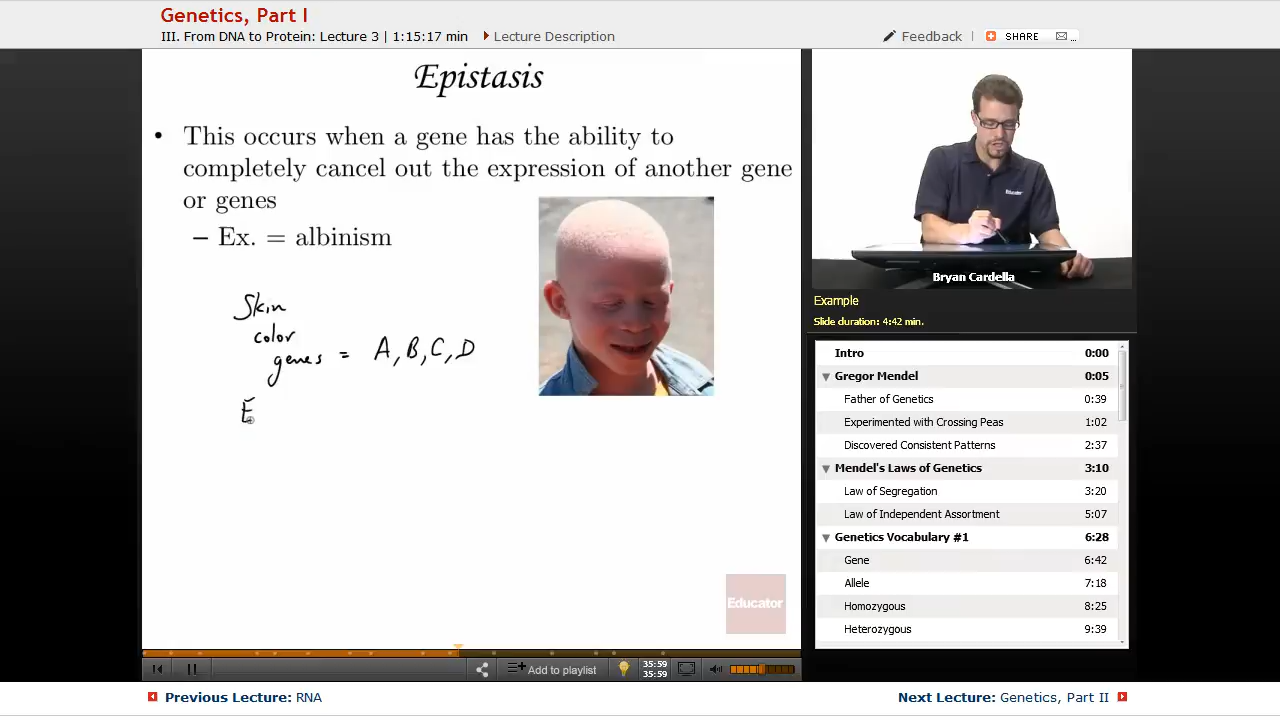 Genetics, Part I
III. From DNA to Protein: Lecture 3 | 1:15:17 min
Lecture Description
Feedback
SHARE
Epistasis
• This occurs when a gene has the ability to
completely cancel out the expression of another gene
or genes
– Ex. = albinism
Skin
color
genes = A, B, C, D
E
Educator
Educator
Bryan Cardella
Example
Slide duration: 4:42 min.
Intro 0:00
Gregor Mendel 0:05
Father of Genetics 0:39
Experimented with Crossing Peas 1:02
Discovered Consistent Patterns 2:37
Mendel's Laws of Genetics 3:10
Law of Segregation 3:20
Law of Independent Assortment 5:07
Genetics Vocabulary #1 6:28
Gene 6:42
Allele 7:18
Homozygous 8:25
Heterozygous 9:39
Add to playlist
35:59
35:59
Previous Lecture: RNA
Next Lecture: Genetics, Part II